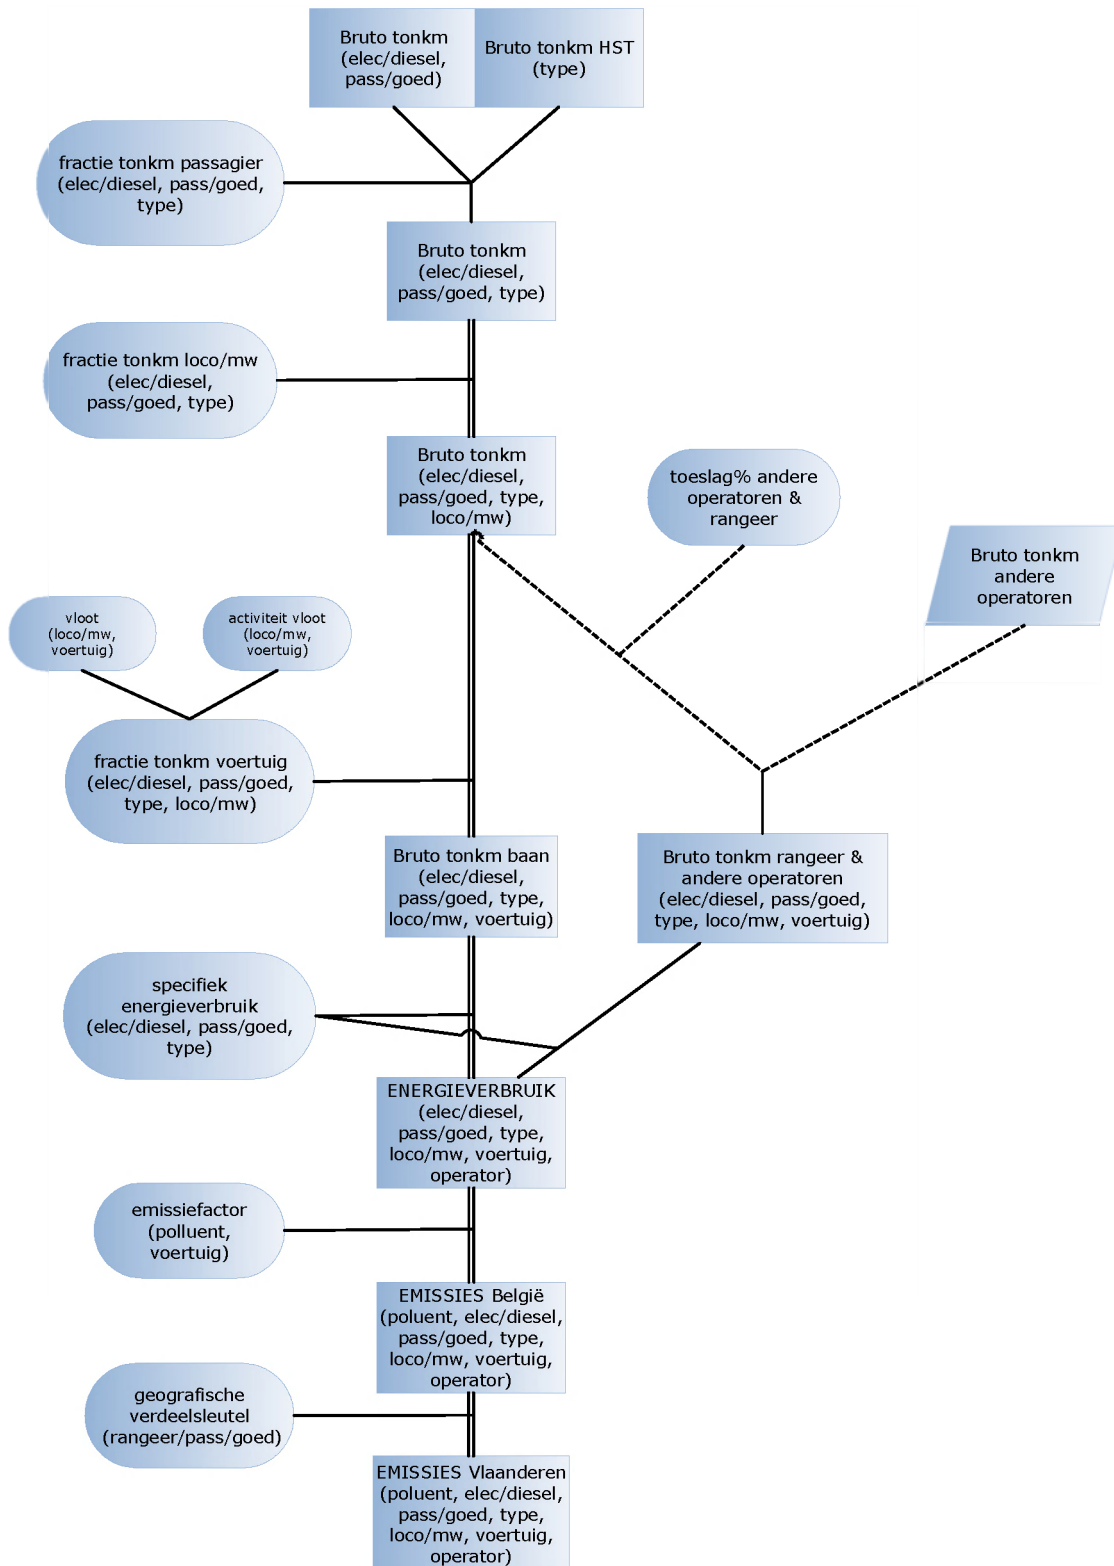 Bruto tonkm
(elec/diesel,
pass/goed)
Bruto tonkm HST
(type)
fractie tonkm passagier
(elec/diesel, pass/goed,
type)
Bruto tonkm
(elec/diesel,
pass/goed, type)
fractie tonkm loco/mw
(elec/diesel,
pass/goed, type)
Bruto tonkm
(elec/diesel,
pass/goed, type,
loco/mw)
toeslag% andere
operatoren &
rangeer
Bruto tonkm
andere
operatoren
vloot
(loco/mw,
voertuig)
activiteit vloot
(loco/mw,
voertuig)
fractie tonkm voertuig
(elec/diesel, pass/goed,
type, loco/mw)
Bruto tonkm baan
(elec/diesel,
pass/goed, type,
loco/mw, voertuig)
Bruto tonkm rangeer &
andere operatoren
(elec/diesel, pass/goed,
type, loco/mw, voertuig)
specifiek
energieverbruik
(elec/diesel, pass/goed,
type)
ENERGIEVERBRUIK
(elec/diesel,
pass/goed, type,
loco/mw, voertuig,
operator)
emissiefactor
(polluent,
voertuig)
EMISSIES België
(poluent, elec/diesel,
pass/goed, type,
loco/mw, voertuig,
operator)
geografische
verdeelsleutel
(rangeer/pass/goed)
EMISSIES Vlaanderen
(poluent, elec/diesel,
pass/goed, type,
loco/mw, voertuig,
operator)